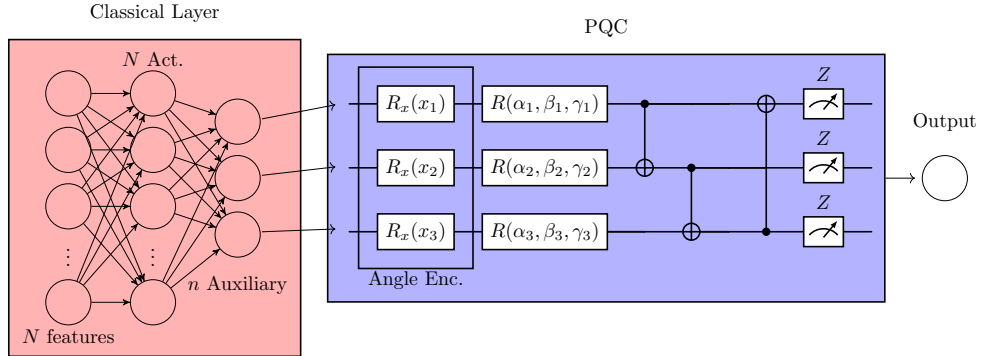 Classical Layer
PQC
N Act.
Z
R_x(x_1)
R(α_1, β_1, γ_1)
Output
Z
R_x(x_2)
R(α_2, β_2, γ_2)
Z
R_x(x_3)
R(α_3, β_3, γ_3)
⋮
⋮
Angle Enc.
n Auxiliary
N features